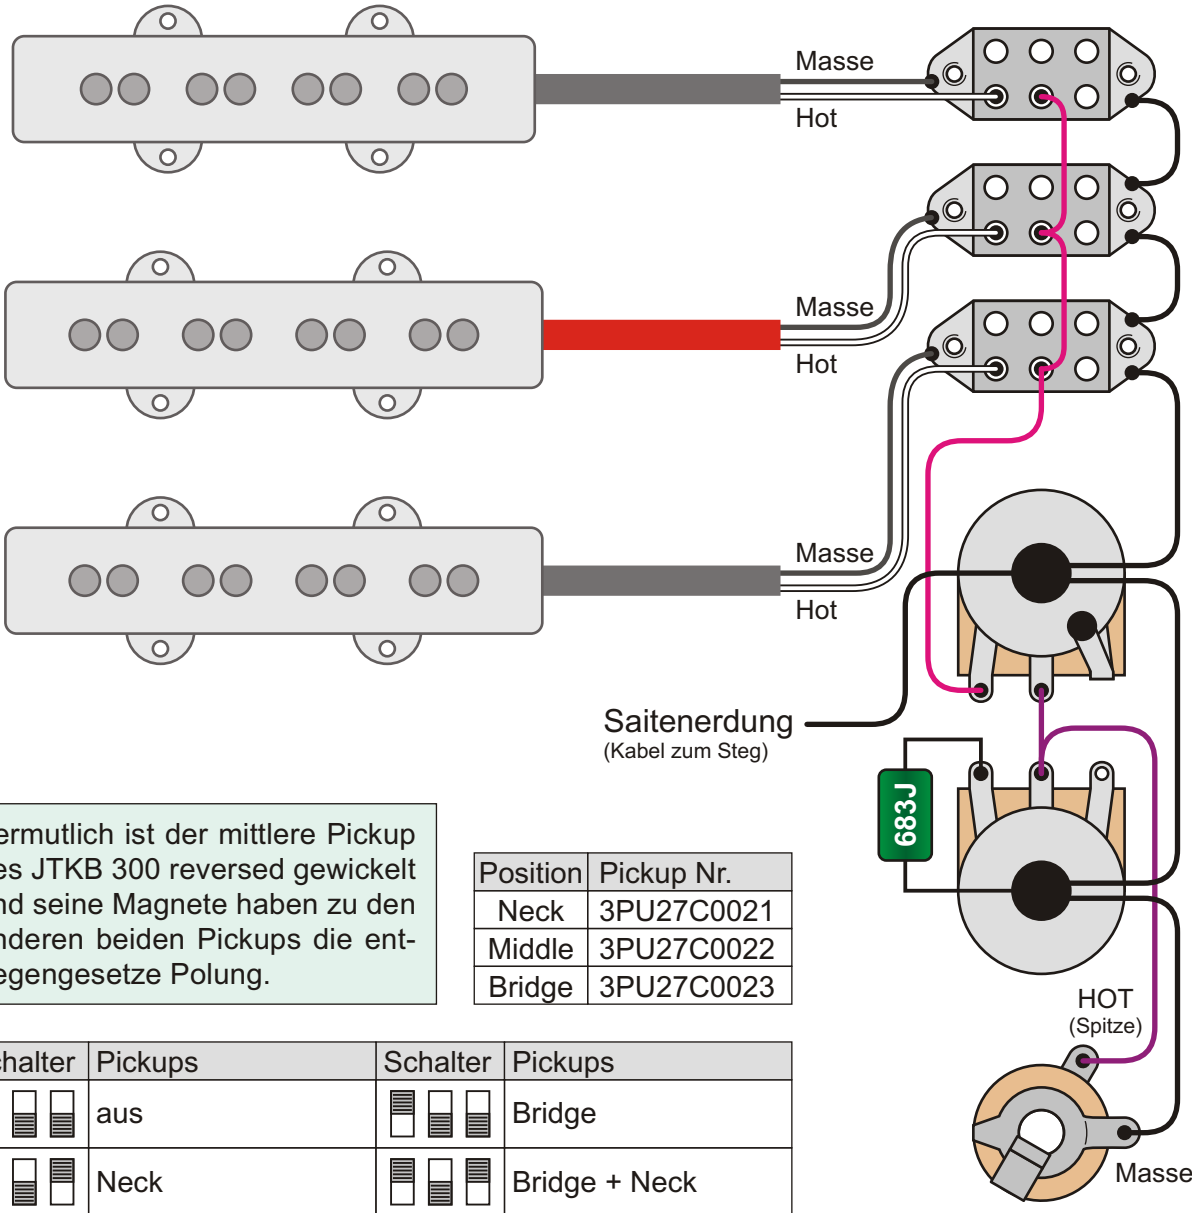 Masse
Hot
Masse
Hot
Masse
Hot
Saitenerdung
(Kabel zum Steg)
683J
ermutlich ist der mittlere Pickup
es JTKB 300 reversed gewickelt
nd seine Magnete haben zu den
nderen beiden Pickups die ent-
egengesetze Polung.
Position Pickup Nr.
Neck 3PU27C0021
Middle 3PU27C0022
Bridge 3PU27C0023
HOT
(Spitze)
Masse
chalter Pickups Schalter Pickups
aus Bridge
Neck Bridge + Neck